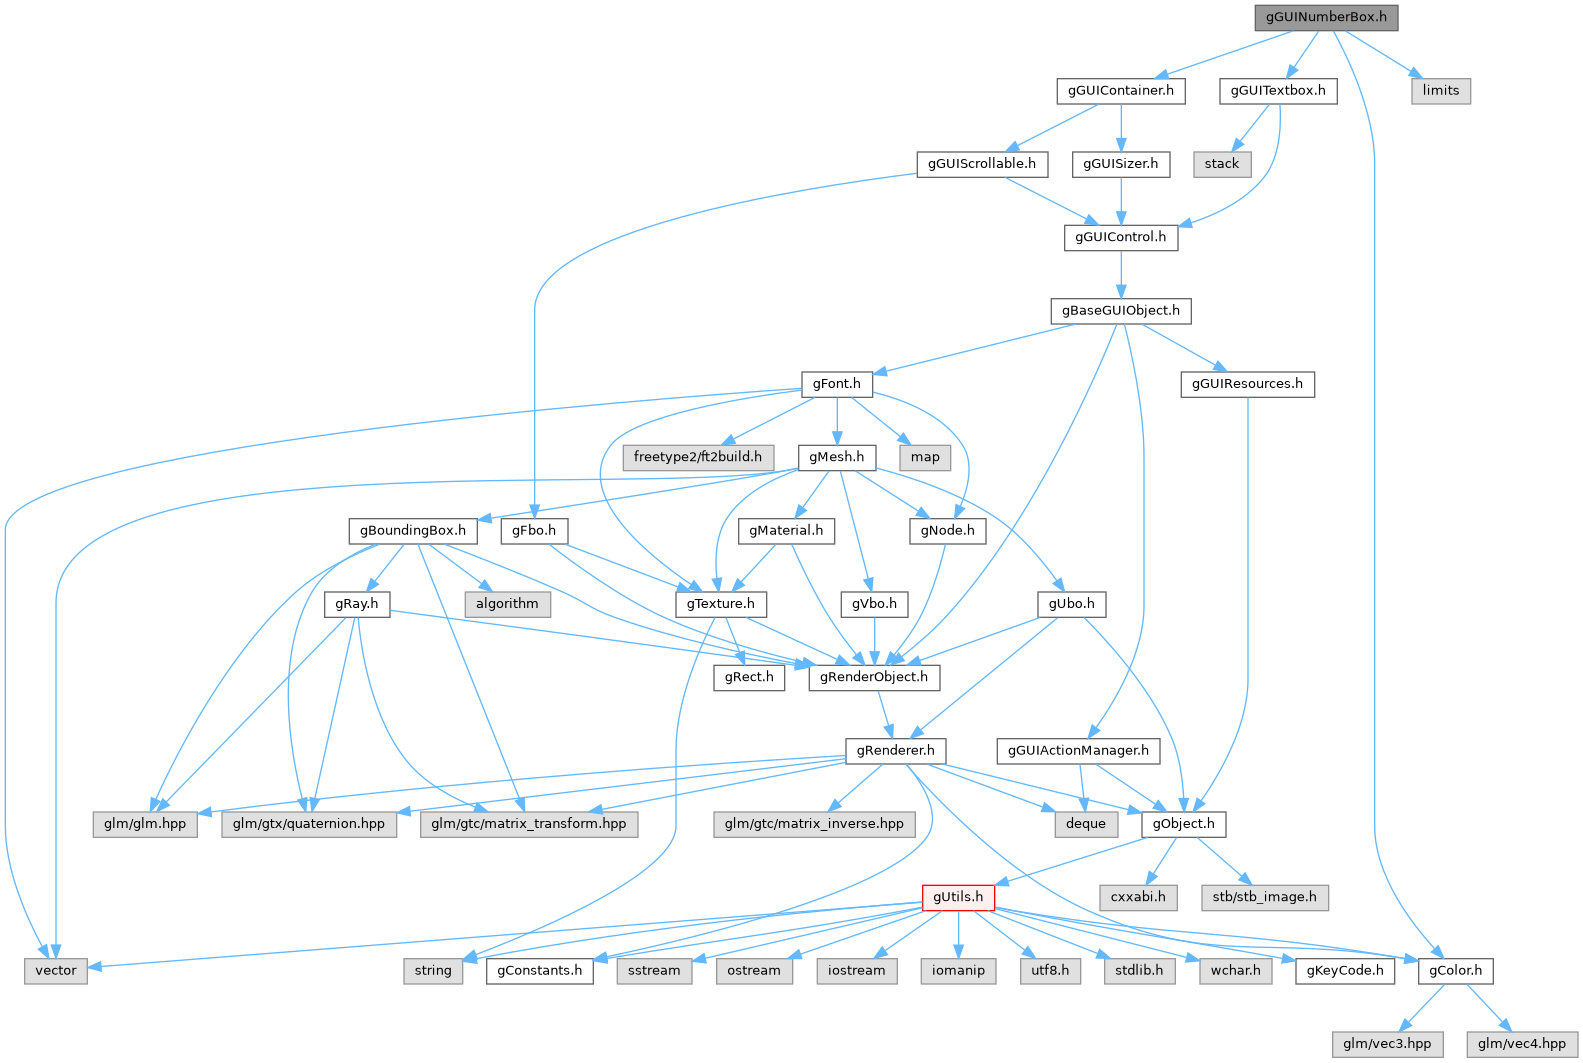 gGUINumberBox.h
gGUIContainer.h
gGUITextbox.h
limits
gGUIScrollable.h
gGUISizer.h
stack
gGUIControl.h
gBaseGUIObject.h
gFont.h
gGUIResources.h
freetype2/ft2build.h
gMesh.h
map
gBoundingBox.h
gFbo.h
gMaterial.h
gNode.h
gRay.h
algorithm
gTexture.h
gVbo.h
gUbo.h
gRect.h
gRenderObject.h
gRenderer.h
gGUIActionManager.h
glm/glm.hpp
glm/gtx/quaternion.hpp
glm/gtc/matrix_transform.hpp
glm/gtc/matrix_inverse.hpp
deque
gObject.h
gUtils.h
cxxabi.h
stb/stb_image.h
vector
string
gConstants.h
sstream
ostream
iostream
iomanip
utf8.h
stdlib.h
wchar.h
gKeyCode.h
gColor.h
glm/vec3.hpp
glm/vec4.hpp